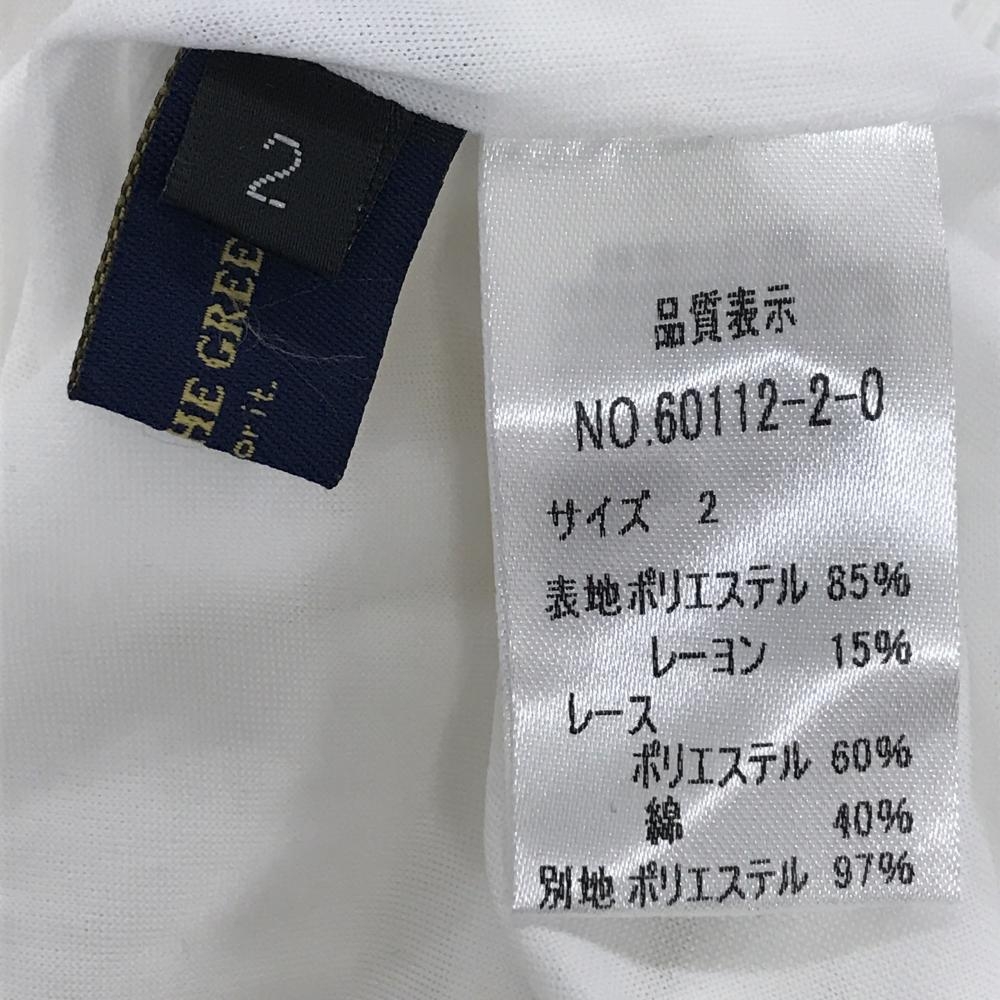 2
HE GREE
orit.
品質表示
NO.60112-2-0
サイズ 2
表地 ポリエステル 85%
レーヨン 15%
レース
ポリエステル 60%
綿 40%
別地 ポリエステル 97%